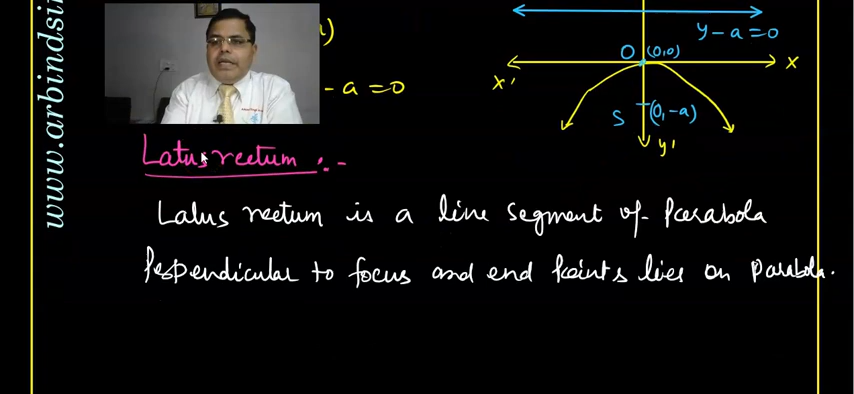 www.arbindsin
)
- a = 0
y - a = 0
O (0,0)
X
X'
S (0, -a)
y'
Latus rectum :-
Latus rectum is a line segment of Parabola
Perpendicular to focus and end points lies on parabola.